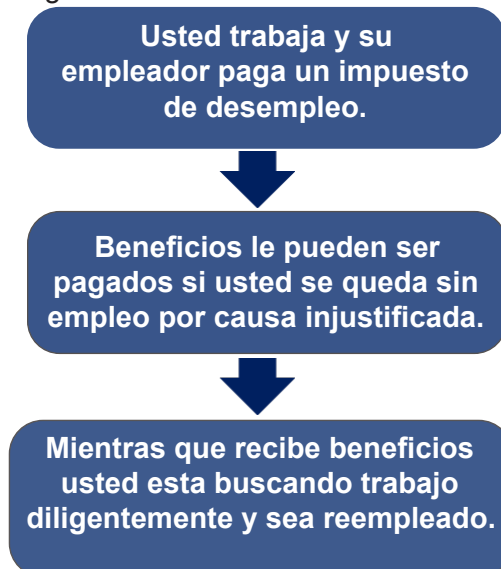 Usted trabaja y su
empleador paga un impuesto
de desempleo.
Beneficios le pueden ser
pagados si usted se queda sin
empleo por causa injustificada.
Mientras que recibe beneficios
usted esta buscando trabajo
diligentemente y sea reempleado.